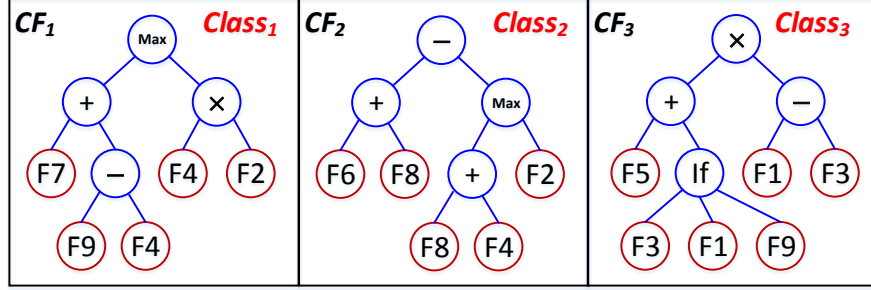 CF1 Class1 CF2 Class2 CF3 Class3
Max − ×
+ × + Max + −
F7 − F4 F2 F6 F8 + F2 F5 If F1 F3
F9 F4 F8 F4 F3 F1 F9